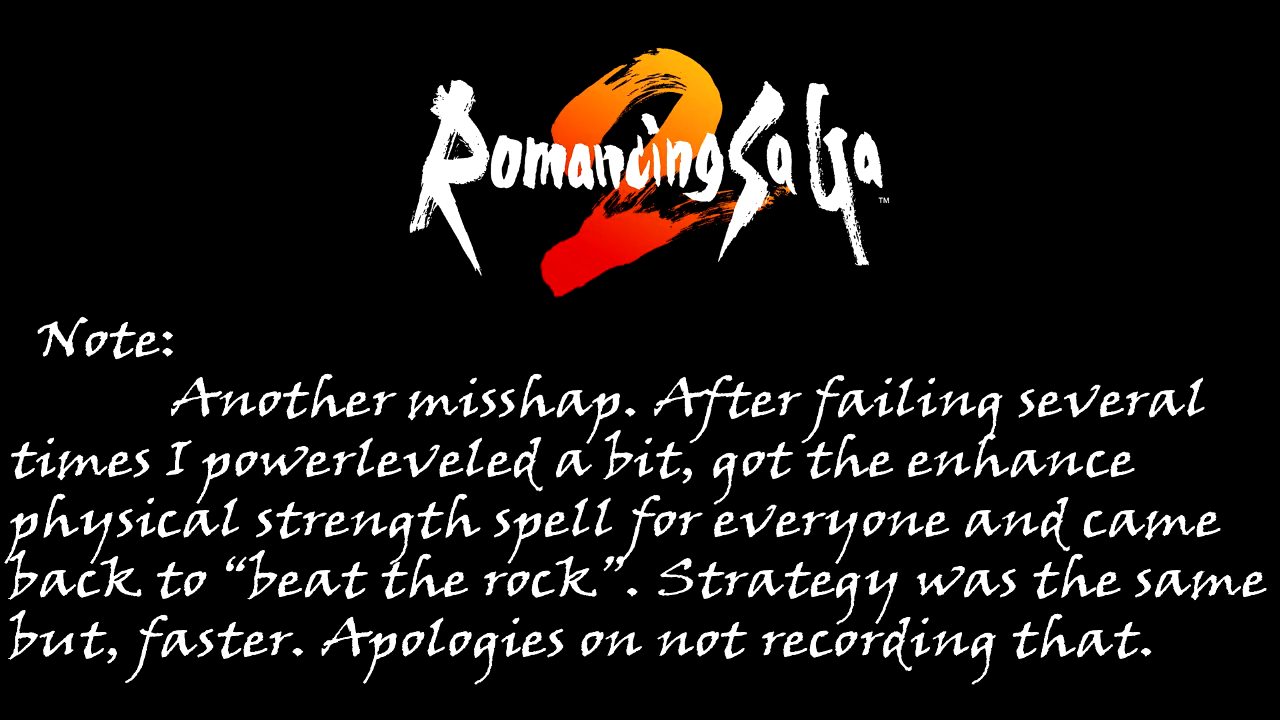 Romancing SaGa
2
™
Note:
Another misshap. After failing several
times I powerleveled a bit, got the enhance
physical strength spell for everyone and came
back to “beat the rock”. Strategy was the same
but, faster. Apologies on not recording that.